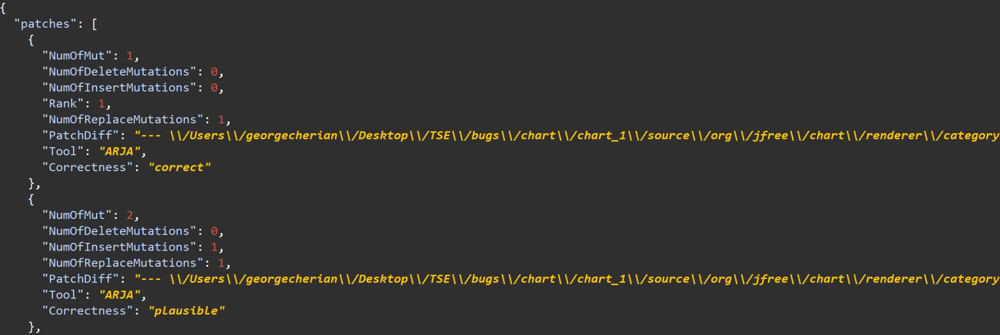 {
"patches": [
{
"NumOfMut": 1,
"NumOfDeleteMutations": 0,
"NumOfInsertMutations": 0,
"Rank": 1,
"NumOfReplaceMutations": 1,
"PatchDiff": "--- \\/Users\\/georgecherian\\/Desktop\\/TSE\\/bugs\\/chart\\/chart_1\\/source\\/org\\/jfree\\/chart\\/renderer\\/category
"Tool": "ARJA",
"Correctness": "correct"
},
{
"NumOfMut": 2,
"NumOfDeleteMutations": 0,
"NumOfInsertMutations": 1,
"NumOfReplaceMutations": 1,
"PatchDiff": "--- \\/Users\\/georgecherian\\/Desktop\\/TSE\\/bugs\\/chart\\/chart_1\\/source\\/org\\/jfree\\/chart\\/renderer\\/category
"Tool": "ARJA",
"Correctness": "plausible"
},